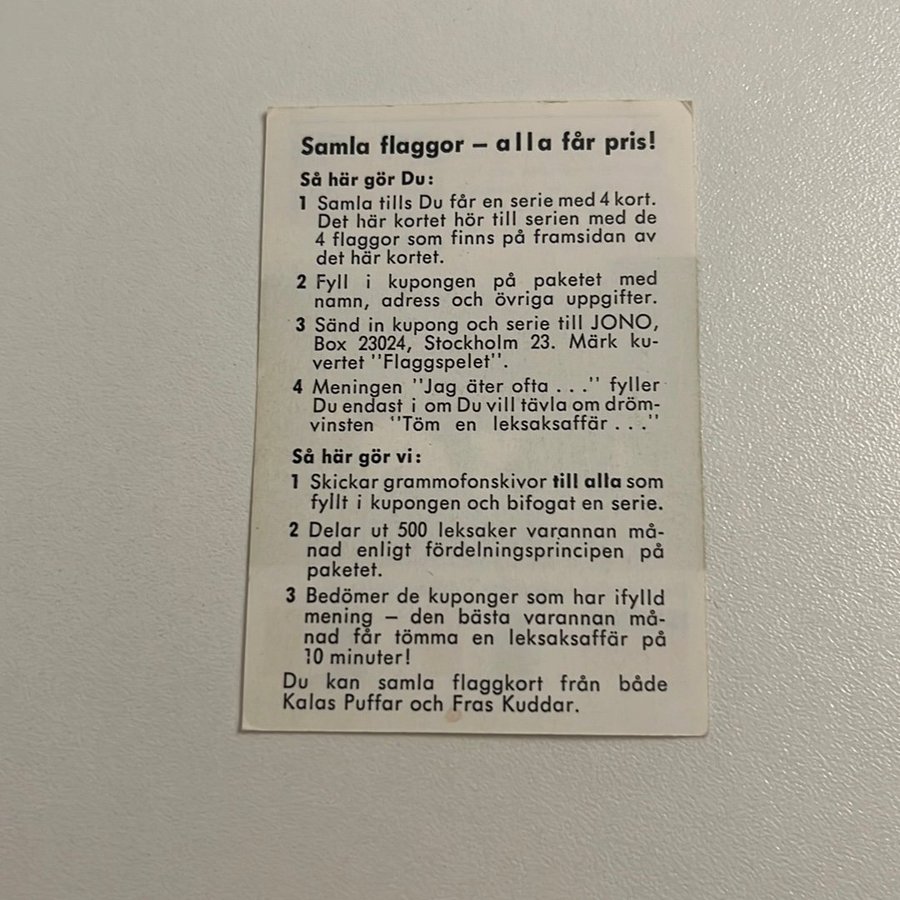 Samla flaggor – alla får pris!
Så här gör Du:
1 Samla tills Du får en serie med 4 kort.
Det här kortet hör till serien med de
4 flaggor som finns på framsidan av
det här kortet.
2 Fyll i kupongen på paketet med
namn, adress och övriga uppgifter.
3 Sänd in kupong och serie till JONO,
Box 23024, Stockholm 23. Märk ku-
vertet "Flaggspelet".
4 Meningen "Jag äter ofta . . ." fyller
Du endast i om Du vill tävla om dröm-
vinsten "Töm en leksaksaffär . . ."
Så här gör vi:
1 Skickar grammofonskivor till alla som
fyllt i kupongen och bifogat en serie.
2 Delar ut 500 leksaker varannan må-
nad enligt fördelningsprincipen på
paketet.
3 Bedömer de kuponger som har ifylld
mening – den bästa varannan må-
nad får tömma en leksaksaffär på
10 minuter!
Du kan samla flaggkort från både
Kalas Puffar och Fras Kuddar.